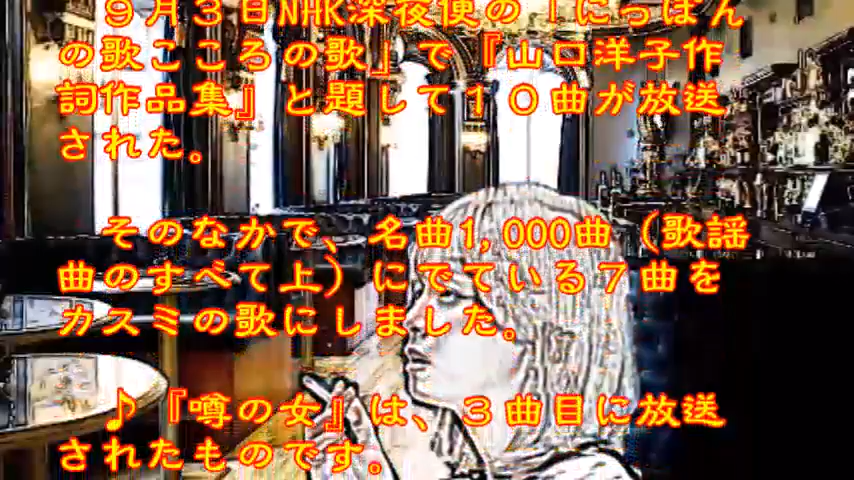 ９月３日NHK深夜便の「にっぽん
の歌こころの歌」で『山口洋子作
詞作品集』と題して１０曲が放送
された。
そのなかで、名曲1,000曲（歌謡
曲のすべて上）にでている７曲を
カスミの歌にしました。
♪『噂の女』は、３曲目に放送
されたものです。